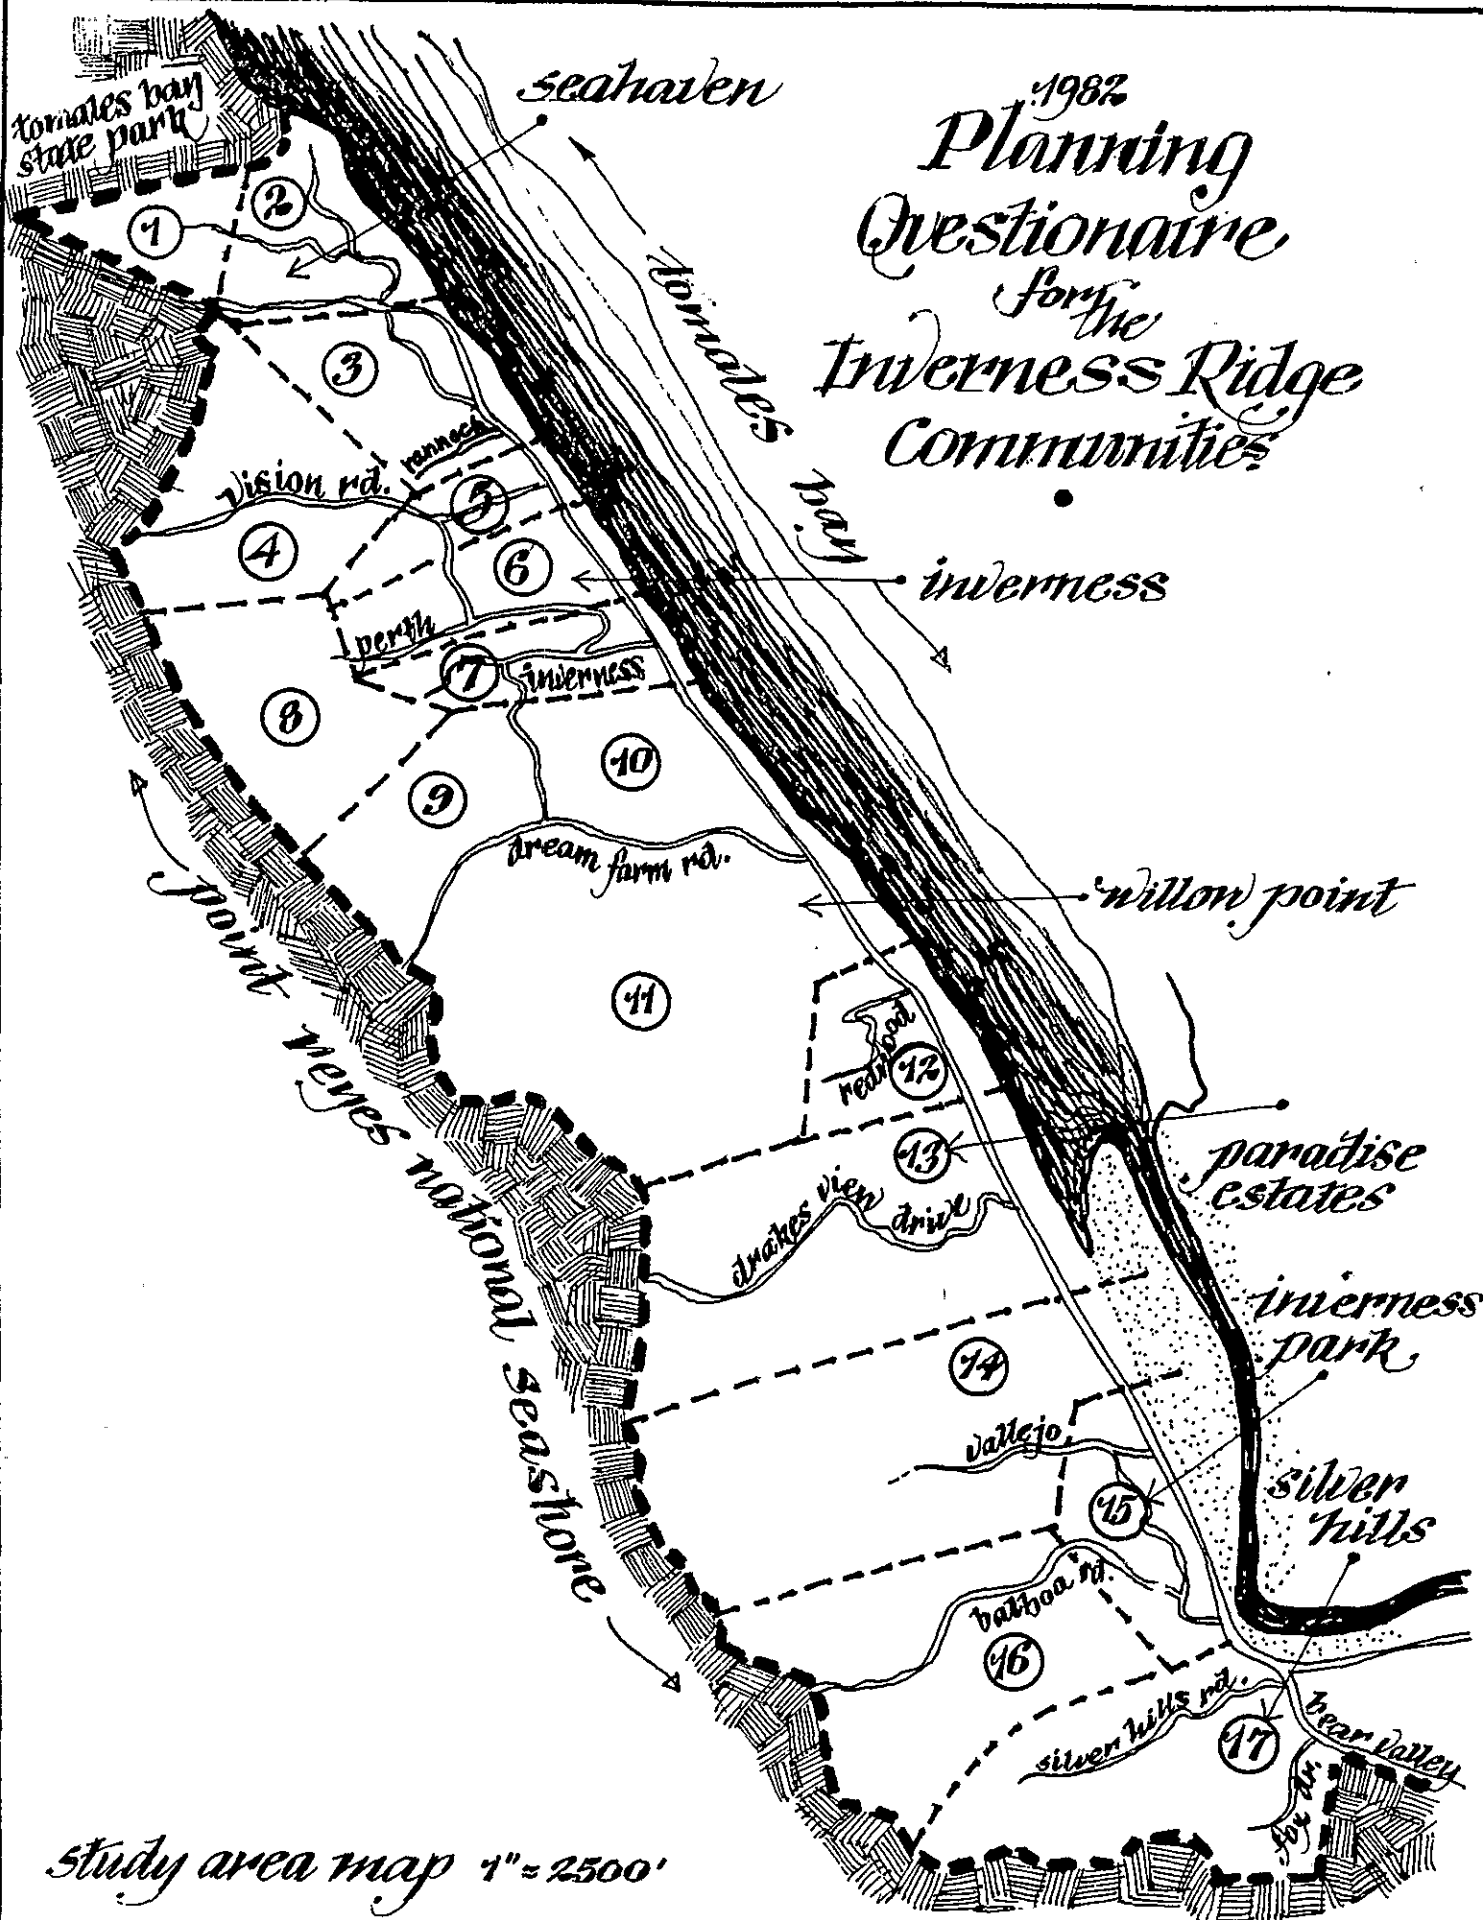 1982
Planning
Questionaire
for the
Inverness Ridge
Communities
seahaven
tomales bay
state park
1
2
3
4
5
6
7
8
9
10
11
12
13
14
15
16
17
tomales bay
rannoch
vision rd.
inverness
perth
inverness
dream farm rd.
willow point
point reyes national seashore
redwood
paradise
estates
drakes view drive
inverness
park
vallejo
silver
hills
balboa rd.
silver hills rd.
bear valley
fox dr.
study area map 1" = 2500'